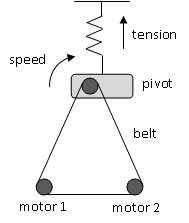 tension
speed
pivot
belt
motor 1
motor 2